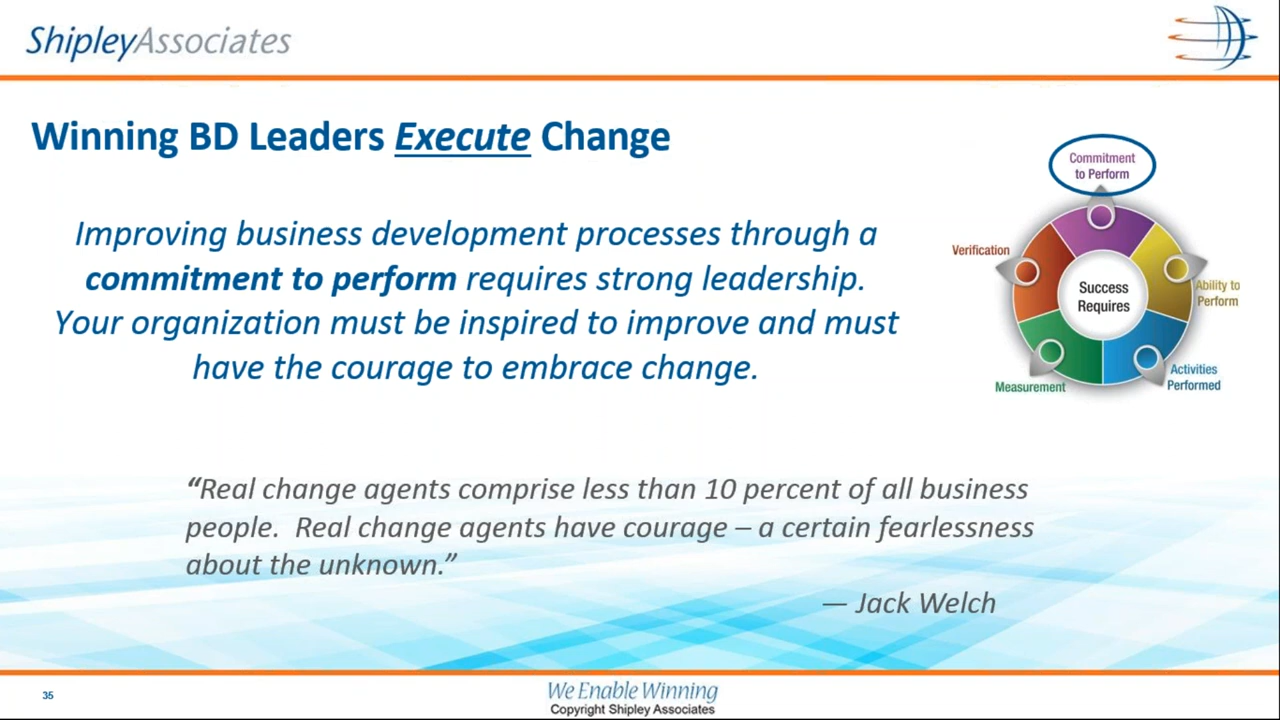 ShipleyAssociates
Winning BD Leaders Execute Change
Improving business development processes through a
commitment to perform requires strong leadership.
Your organization must be inspired to improve and must
have the courage to embrace change.
Commitment
to Perform
Verification
Ability to
Perform
Success
Requires
Activities
Performed
Measurement
“Real change agents comprise less than 10 percent of all business
people.  Real change agents have courage – a certain fearlessness
about the unknown.”
— Jack Welch
35
We Enable Winning
Copyright Shipley Associates